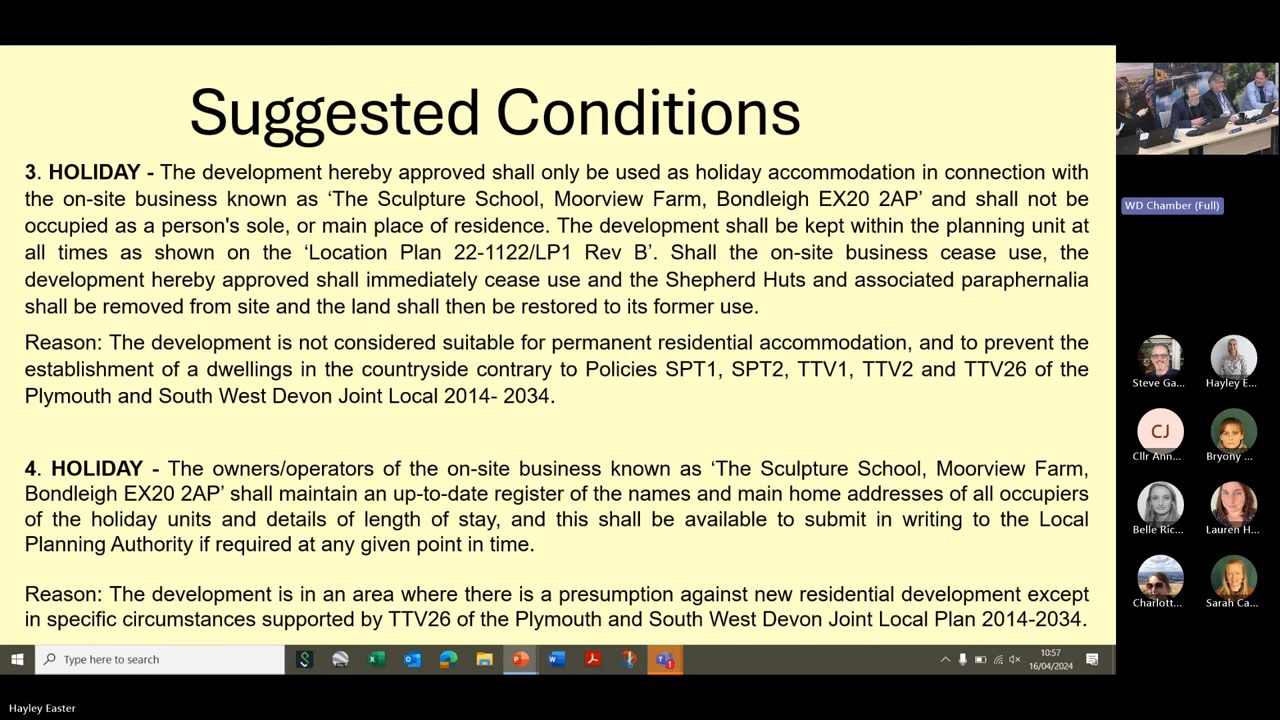 Suggested Conditions
3. HOLIDAY - The development hereby approved shall only be used as holiday accommodation in connection with
the on-site business known as ‘The Sculpture School, Moorview Farm, Bondleigh EX20 2AP’ and shall not be
occupied as a person's sole, or main place of residence. The development shall be kept within the planning unit at
all times as shown on the ‘Location Plan 22-1122/LP1 Rev B’. Shall the on-site business cease use, the
development hereby approved shall immediately cease use and the Shepherd Huts and associated paraphernalia
shall be removed from site and the land shall then be restored to its former use.
Reason: The development is not considered suitable for permanent residential accommodation, and to prevent the
establishment of a dwellings in the countryside contrary to Policies SPT1, SPT2, TTV1, TTV2 and TTV26 of the
Plymouth and South West Devon Joint Local 2014- 2034.
4. HOLIDAY - The owners/operators of the on-site business known as ‘The Sculpture School, Moorview Farm,
Bondleigh EX20 2AP’ shall maintain an up-to-date register of the names and main home addresses of all occupiers
of the holiday units and details of length of stay, and this shall be available to submit in writing to the Local
Planning Authority if required at any given point in time.
Reason: The development is in an area where there is a presumption against new residential development except
in specific circumstances supported by TTV26 of the Plymouth and South West Devon Joint Local Plan 2014-2034.
Type here to search
10:57
16/04/2024
WD Chamber (Full)
Steve Ga...
Hayley E...
CJ
Cllr Ann...
Bryony ...
Belle Ric...
Lauren H...
Charlott...
Sarah Ca...
Hayley Easter